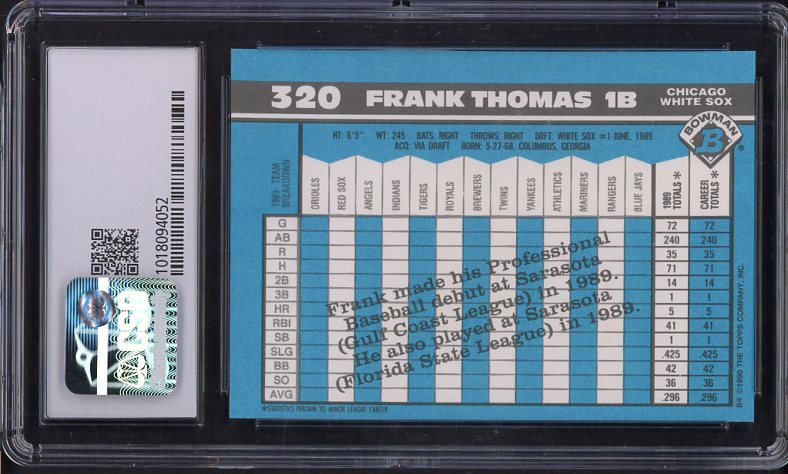 320 FRANK THOMAS 1B
CHICAGO
WHITE SOX
BOWMAN
B
®
HT: 6'5" WT: 245 BATS: RIGHT THROWS: RIGHT DRFT: WHITE SOX #1-JUNE, 1989
ACQ: VIA DRAFT BORN: 5-27-68, COLUMBUS, GEORGIA
1989 TEAM BREAKDOWN ORIOLES RED SOX ANGELS INDIANS TIGERS ROYALS BREWERS TWINS YANKEES ATHLETICS MARINERS RANGERS BLUE JAYS 1989 TOTALS * CAREER TOTALS *
G 72 72
AB 240 240
R 35 35
H 71 71
2B 14 14
3B 1 1
HR 5 5
RBI 41 41
SB 1 1
SLG .425 .425
BB 42 42
SO 36 36
AVG .296 .296
Frank made his Professional
Baseball debut at Sarasota
(Gulf Coast League) in 1989.
He also played at Sarasota
(Florida State League) in 1989.
*STATISTICS PERTAIN TO MINOR LEAGUE CAREER
B* ©1990 THE TOPPS COMPANY, INC.
1018094052